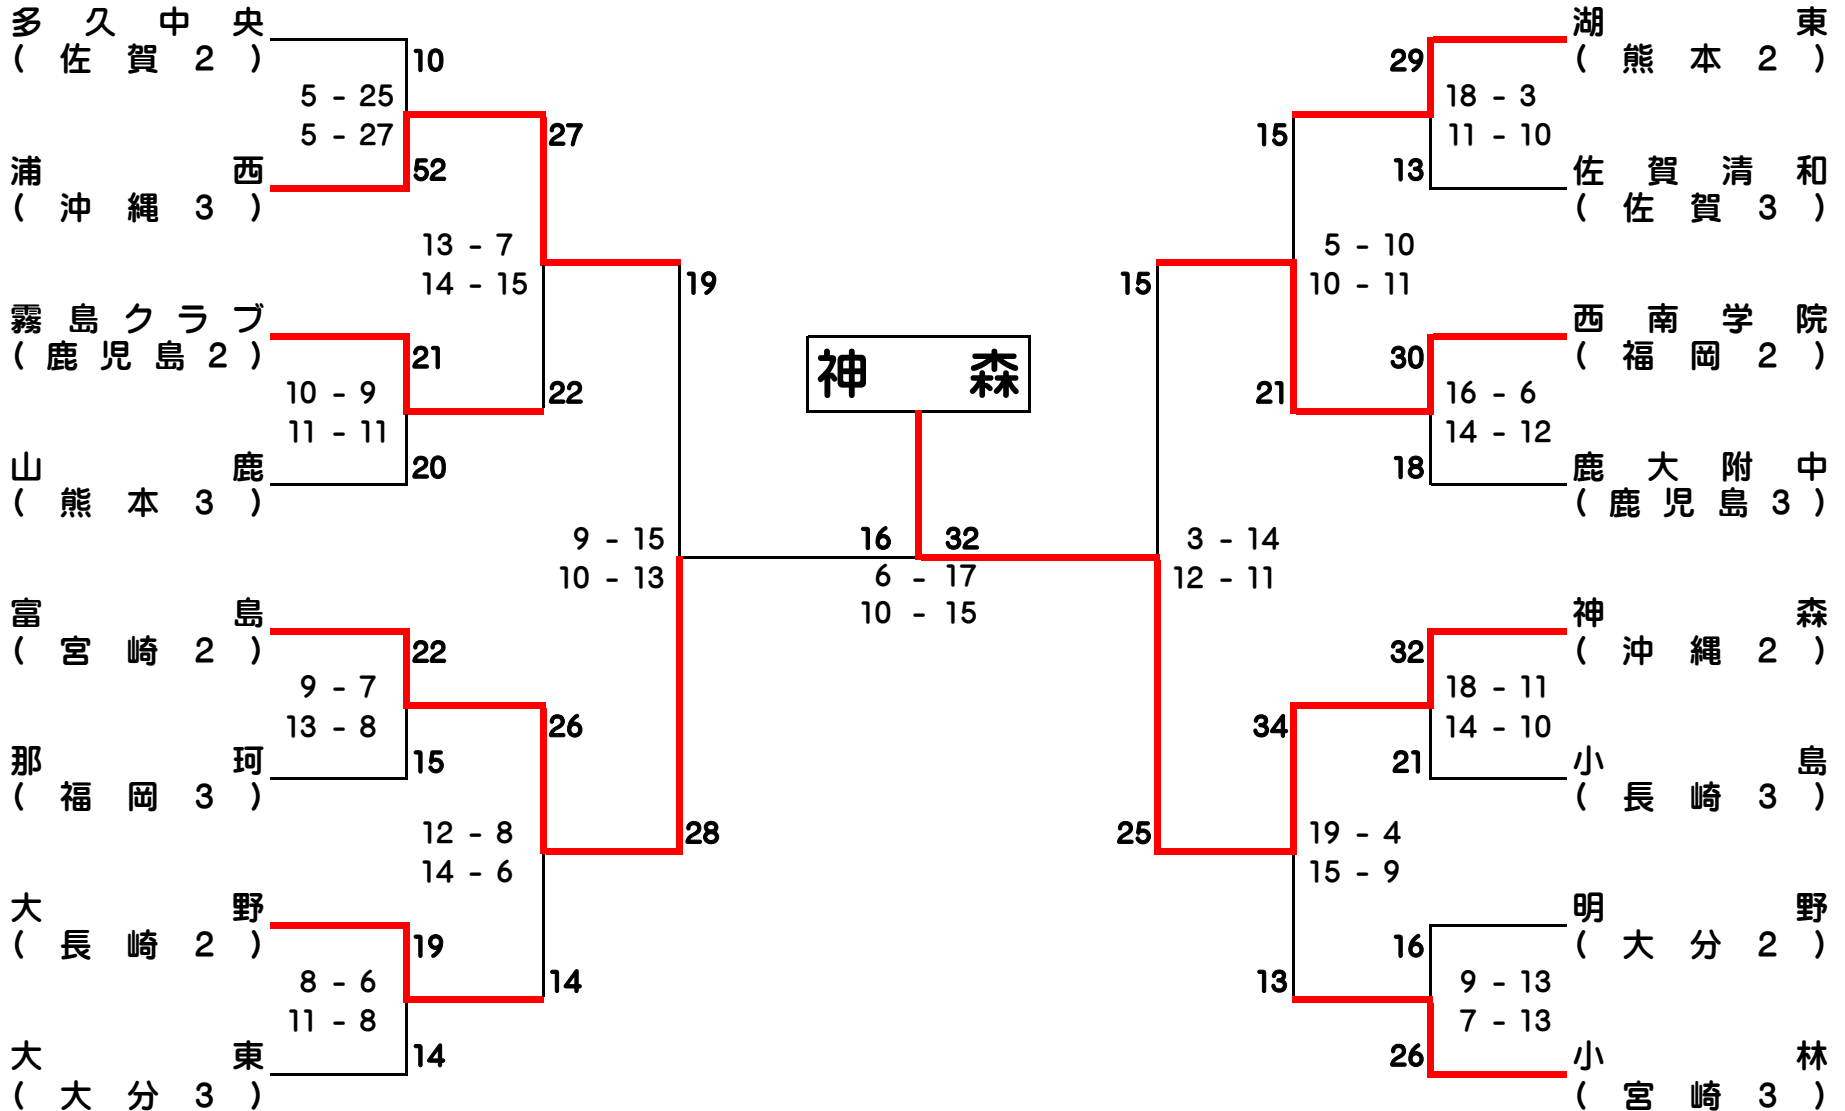 多久中央
(佐賀2)
10
5 - 25
5 - 27
浦西
(沖縄3)
52
27
13 - 7
14 - 15
霧島クラブ
(鹿児島2)
21
10 - 9
11 - 11
山鹿
(熊本3)
20
22
19
9 - 15
10 - 13
富島
(宮崎2)
22
9 - 7
13 - 8
那珂
(福岡3)
15
26
12 - 8
14 - 6
大野
(長崎2)
19
8 - 6
11 - 8
大東
(大分3)
14
14
28
神森
16 32
6 - 17
10 - 15
湖東
(熊本2)
29
18 - 3
11 - 10
佐賀清和
(佐賀3)
13
15
5 - 10
10 - 11
西南学院
(福岡2)
30
16 - 6
14 - 12
鹿大附中
(鹿児島3)
18
21
15
3 - 14
12 - 11
神森
(沖縄2)
32
18 - 11
14 - 10
小島
(長崎3)
21
34
19 - 4
15 - 9
明野
(大分2)
16
9 - 13
7 - 13
小林
(宮崎3)
26
13
25